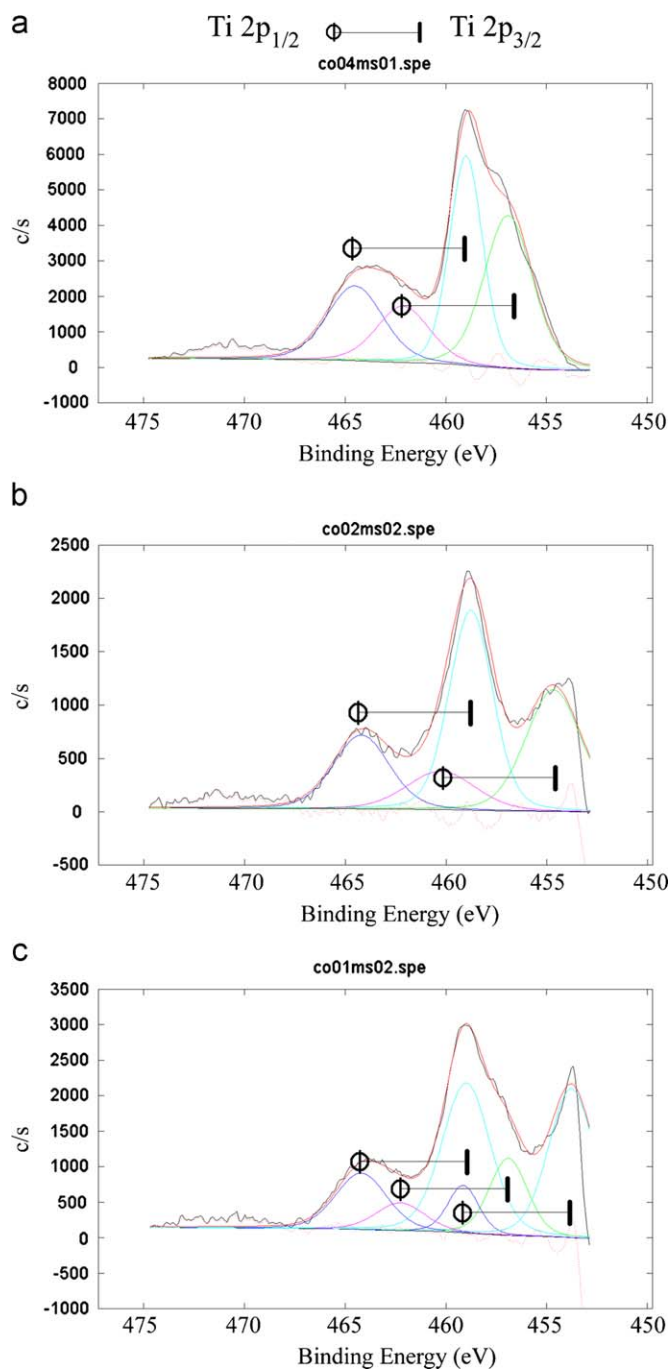 a
Ti 2p1/2 Ti 2p3/2
co04ms01.spe
8000
7000
6000
5000
4000
3000
2000
1000
0
-1000
c/s
475 470 465 460 455 450
Binding Energy (eV)
b
co02ms02.spe
2500
2000
1500
1000
500
0
-500
c/s
475 470 465 460 455 450
Binding Energy (eV)
c
co01ms02.spe
3500
3000
2500
2000
1500
1000
500
0
-500
-1000
c/s
475 470 465 460 455 450
Binding Energy (eV)